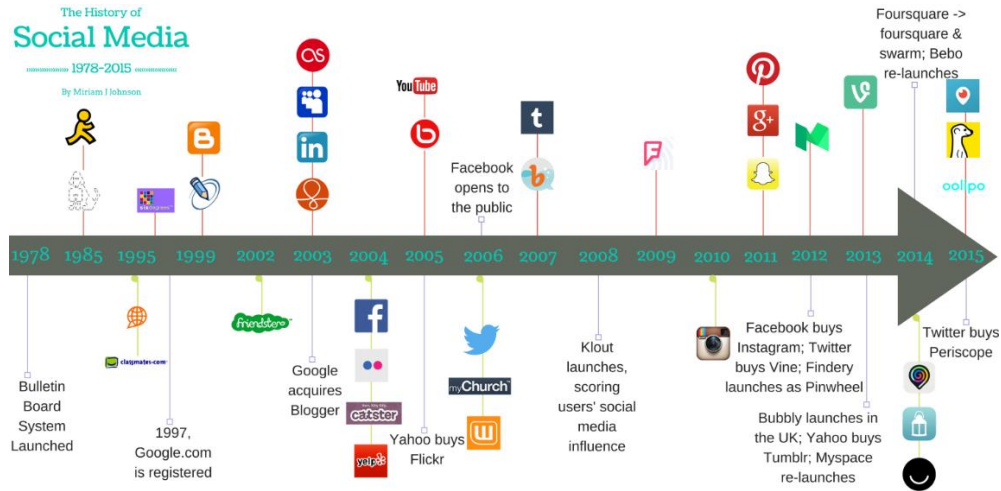 The History of
Social Media
1978-2015
By Miriam J Johnson
Foursquare ->
foursquare &
swarm; Bebo
re-launches
You Tube
Facebook
opens to
the public
in
t
b
g+
oolipo
1978 1985 1995 1999 2002 2003 2004 2005 2006 2007 2008 2009 2010 2011 2012 2013 2014 2015
classmates.com
friendster
f
myChurch
catster
yelp
Bulletin
Board
System
Launched
1997,
Google.com
is registered
Google
acquires
Blogger
Yahoo buys
Flickr
Klout
launches,
scoring
users' social
media
influence
Facebook buys
Instagram; Twitter
buys Vine; Findery
launches as Pinwheel
Bubbly launches in
the UK; Yahoo buys
Tumblr; Myspace
re-launches
Twitter buys
Periscope